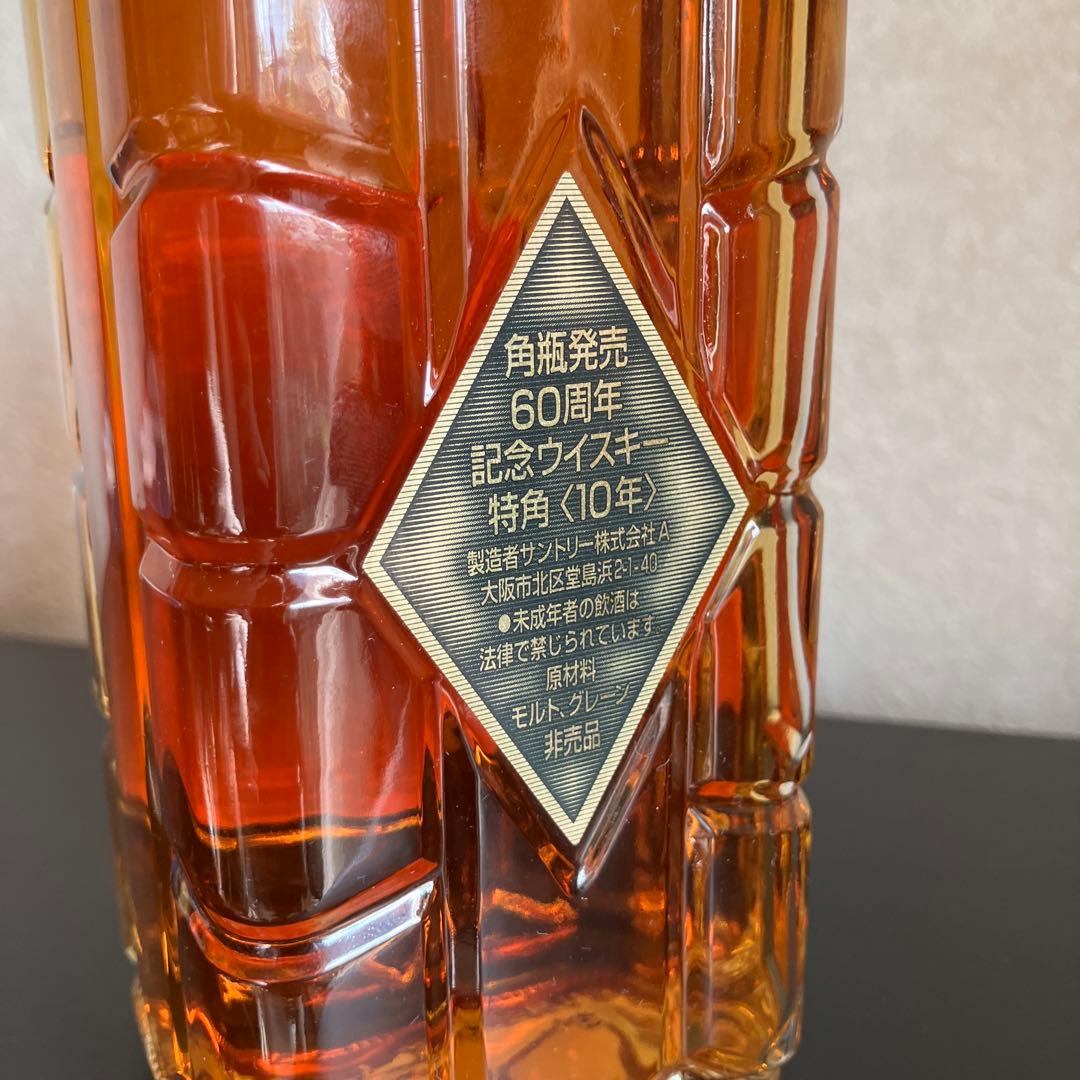 角瓶発売
60周年
記念ウイスキー
特角〈10年〉
製造者サントリー株式会社 A
大阪市北区堂島浜2-1-40
●未成年者の飲酒は
法律で禁じられています。
原材料
モルト、グレーン
非売品